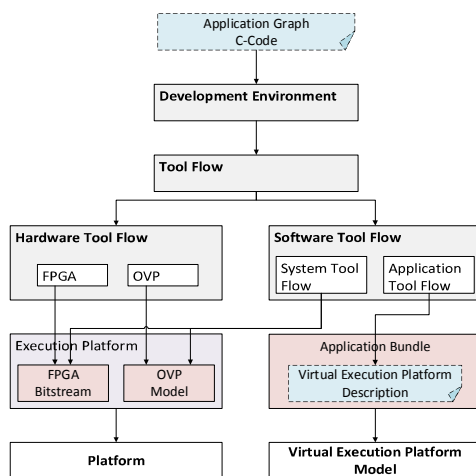 Application Graph
C-Code
Development Environment
Tool Flow
Hardware Tool Flow
FPGA
OVP
Software Tool Flow
System Tool
Flow
Application
Tool Flow
Execution Platform
FPGA
Bitstream
OVP
Model
Application Bundle
Virtual Execution Platform
Description
Platform
Virtual Execution Platform
Model